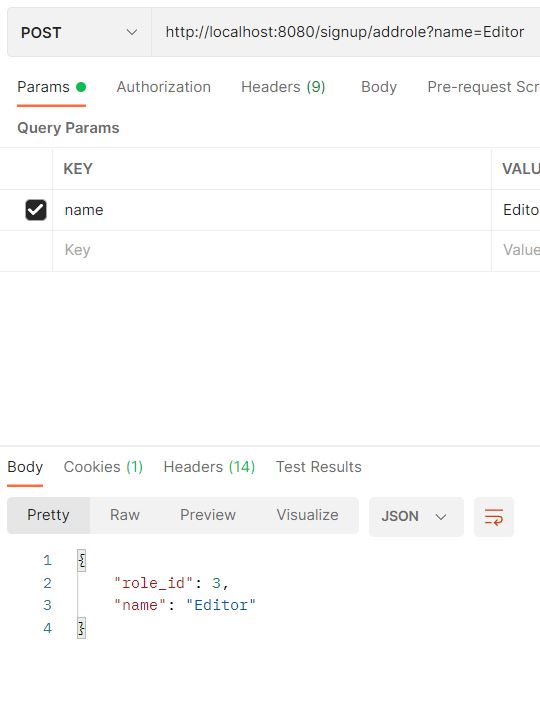 POST http://localhost:8080/signup/addrole?name=Editor
Params Authorization Headers (9) Body Pre-request Scr
Query Params
KEY VALU
name Edito
Key Value
Body Cookies (1) Headers (14) Test Results
Pretty Raw Preview Visualize JSON
1 {
2 "role_id": 3,
3 "name": "Editor"
4 }